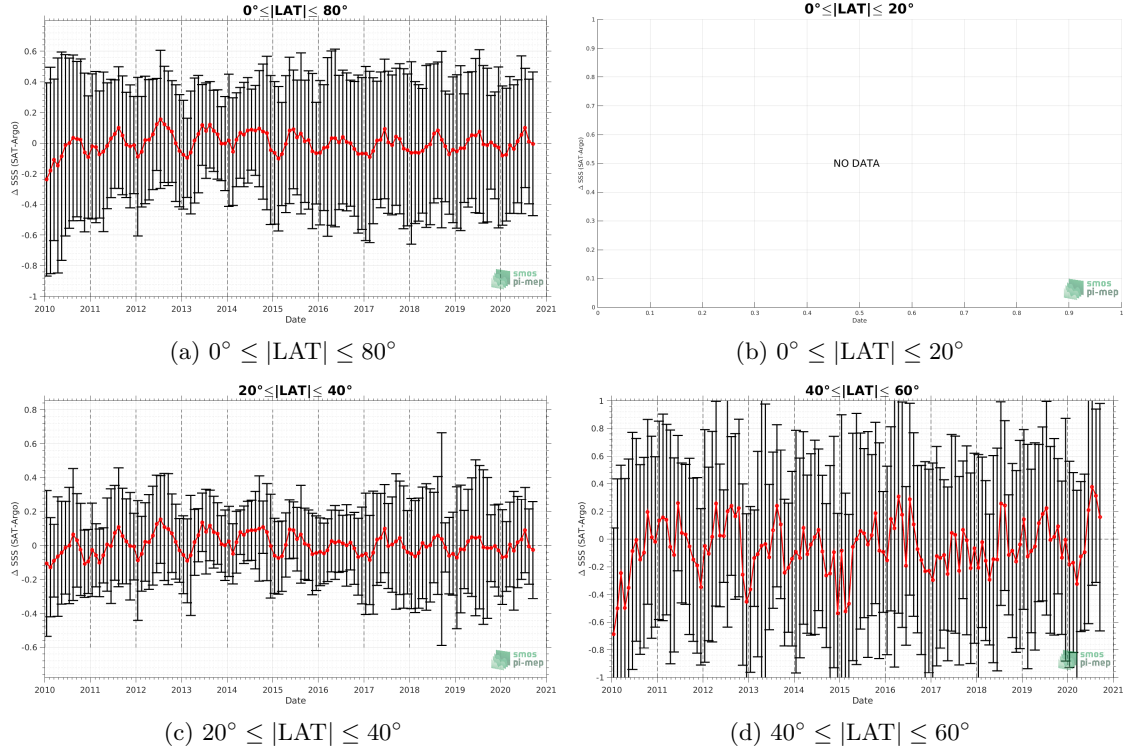 0°≤|LAT|≤ 80°
Δ SSS (SAT-Argo)
0.6
0.4
0.2
0
-0.2
-0.4
-0.6
-0.8
-1
2010 2011 2012 2013 2014 2015 2016 2017 2018 2019 2020 2021
Date
smos
pi-mep
(a) 0° ≤ |LAT| ≤ 80°
0°≤|LAT|≤ 20°
Δ SSS (SAT-Argo)
1
0.9
0.8
0.7
0.6
0.5
0.4
0.3
0.2
0.1
0
NO DATA
0 0.1 0.2 0.3 0.4 0.5 0.6 0.7 0.8 0.9 1
Date
smos
pi-mep
(b) 0° ≤ |LAT| ≤ 20°
20°≤|LAT|≤ 40°
Δ SSS (SAT-Argo)
0.8
0.6
0.4
0.2
0
-0.2
-0.4
-0.6
2010 2011 2012 2013 2014 2015 2016 2017 2018 2019 2020 2021
Date
smos
pi-mep
(c) 20° ≤ |LAT| ≤ 40°
40°≤|LAT|≤ 60°
Δ SSS (SAT-Argo)
1
0.8
0.6
0.4
0.2
0
-0.2
-0.4
-0.6
-0.8
-1
2010 2011 2012 2013 2014 2015 2016 2017 2018 2019 2020 2021
Date
smos
pi-mep
(d) 40° ≤ |LAT| ≤ 60°